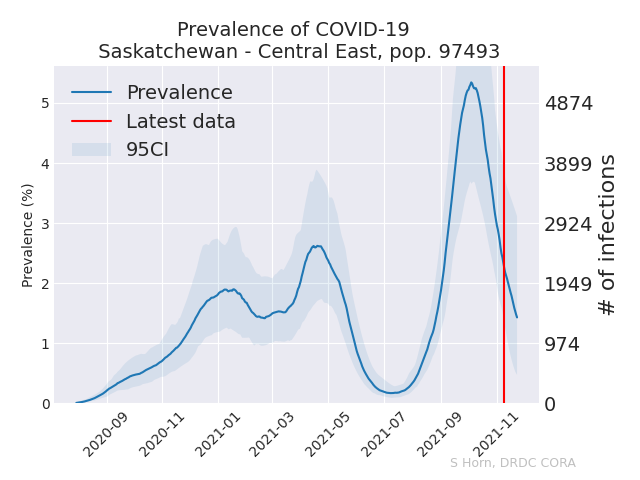 Prevalence of COVID-19
Saskatchewan - Central East, pop. 97493
Prevalence
Latest data
95CI
Prevalence (%)
5
4
3
2
1
0
4874
3899
2924
1949
974
0
# of infections
2020-09
2020-11
2021-01
2021-03
2021-05
2021-07
2021-09
2021-11
S Horn, DRDC CORA